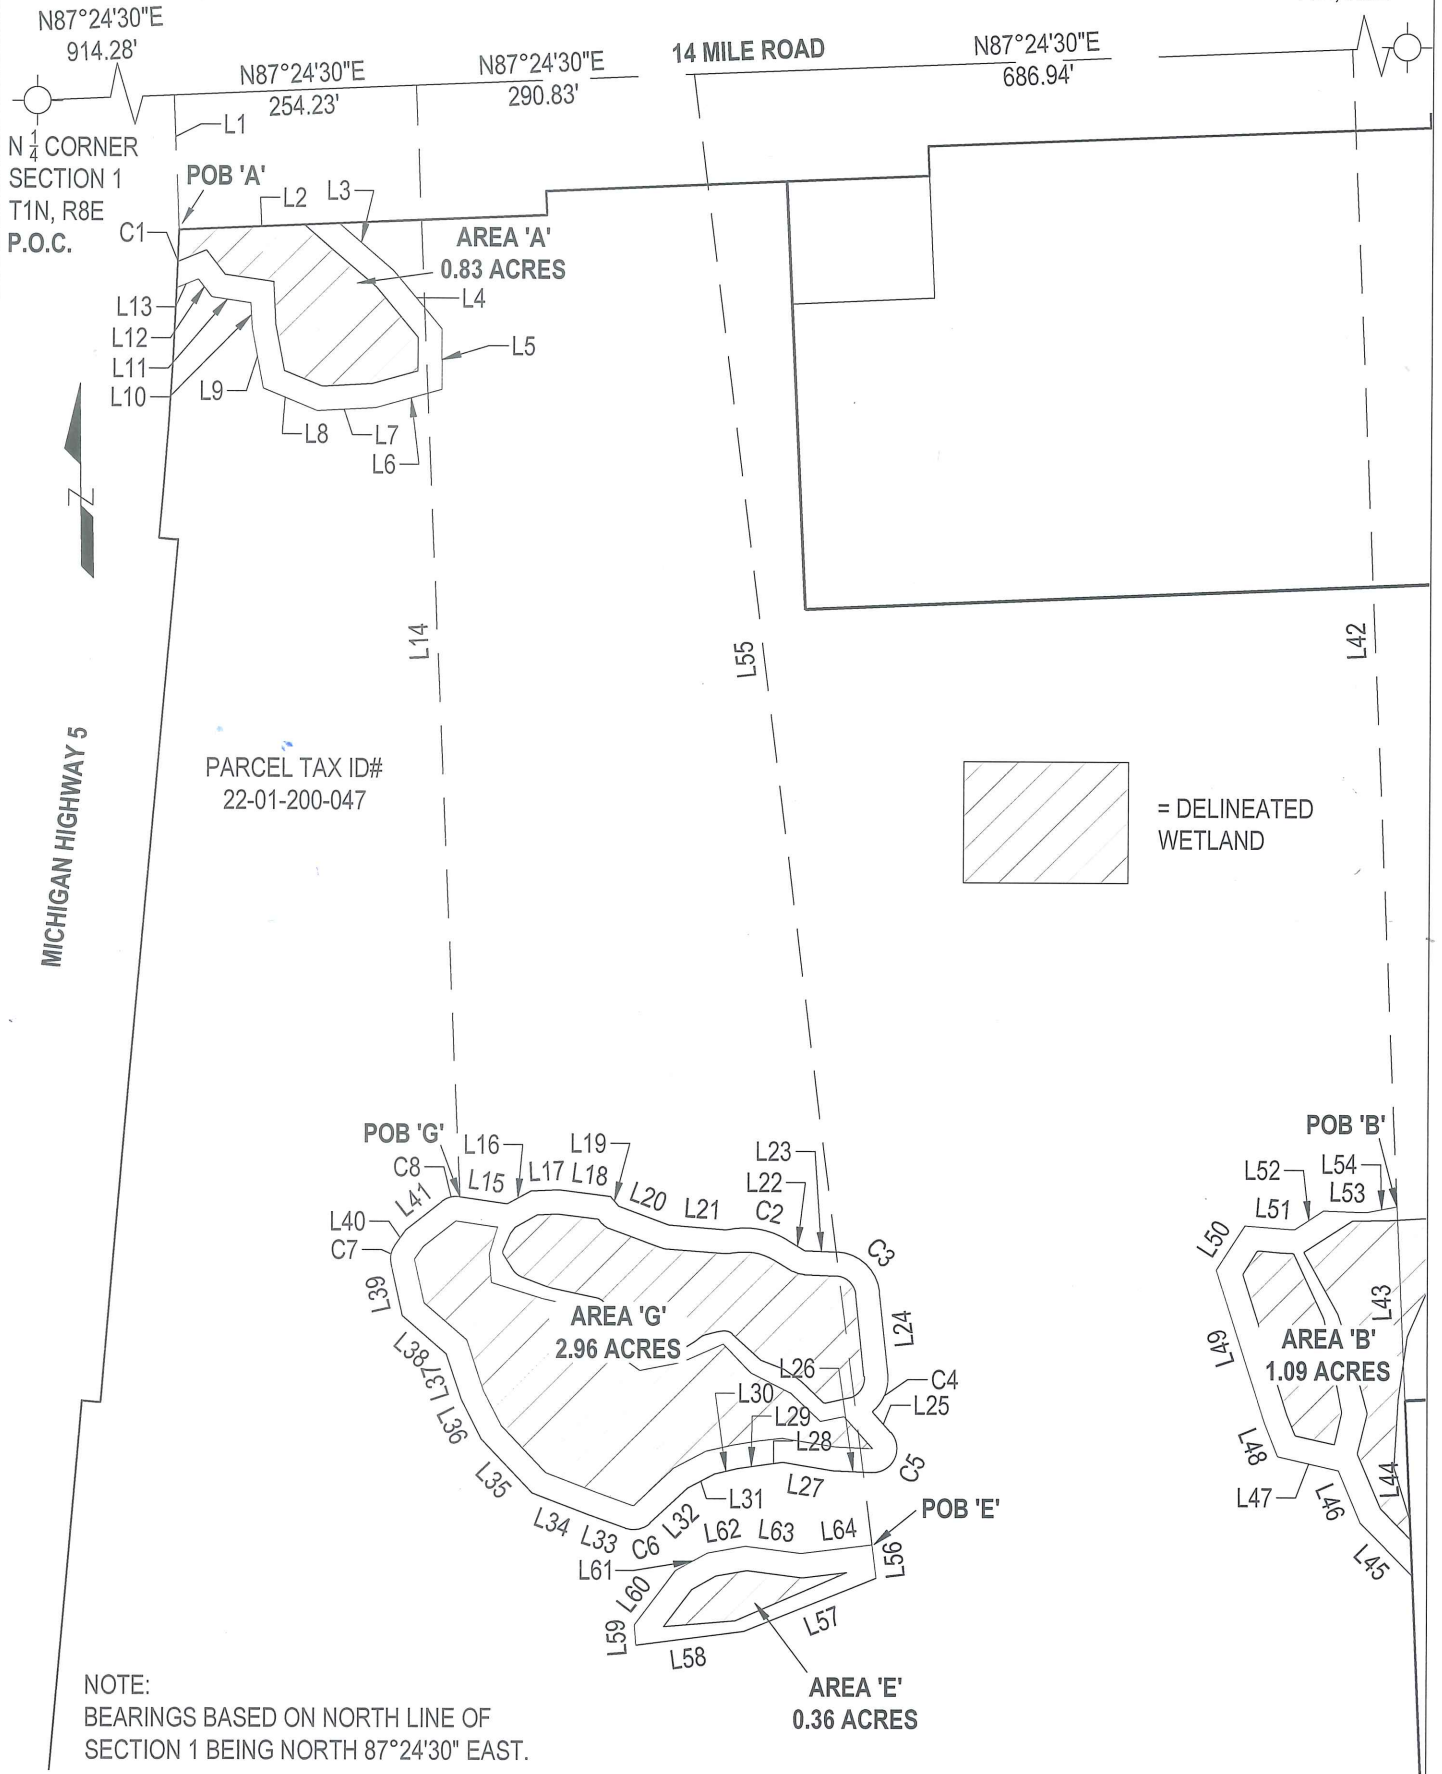 N87°24'30"E
914.28'
N87°24'30"E
254.23'
N87°24'30"E
290.83'
14 MILE ROAD
N87°24'30"E
686.94'
N 1/4 CORNER
SECTION 1
T1N, R8E
P.O.C.
L1
POB 'A'
L2
L3
C1
AREA 'A'
0.83 ACRES
L4
L13
L12
L11
L10
L9
L5
L8
L7
L6
Z
L14
L55
L42
MICHIGAN HIGHWAY 5
PARCEL TAX ID#
22-01-200-047
= DELINEATED
WETLAND
POB 'G'
C8
L16
L15
L17
L18
L19
L20
L21
L22
C2
L23
C3
L41
L40
C7
L39
L38
L37
L36
L35
L34
L33
C6
L32
L31
L30
L29
L28
L27
L26
L24
C4
L25
C5
AREA 'G'
2.96 ACRES
POB 'B'
L54
L53
L52
L51
L50
L49
L48
L47
L46
L45
L44
L43
AREA 'B'
1.09 ACRES
POB 'E'
L62
L63
L64
L56
L61
L60
L59
L58
L57
AREA 'E'
0.36 ACRES
NOTE:
BEARINGS BASED ON NORTH LINE OF
SECTION 1 BEING NORTH 87°24'30" EAST.